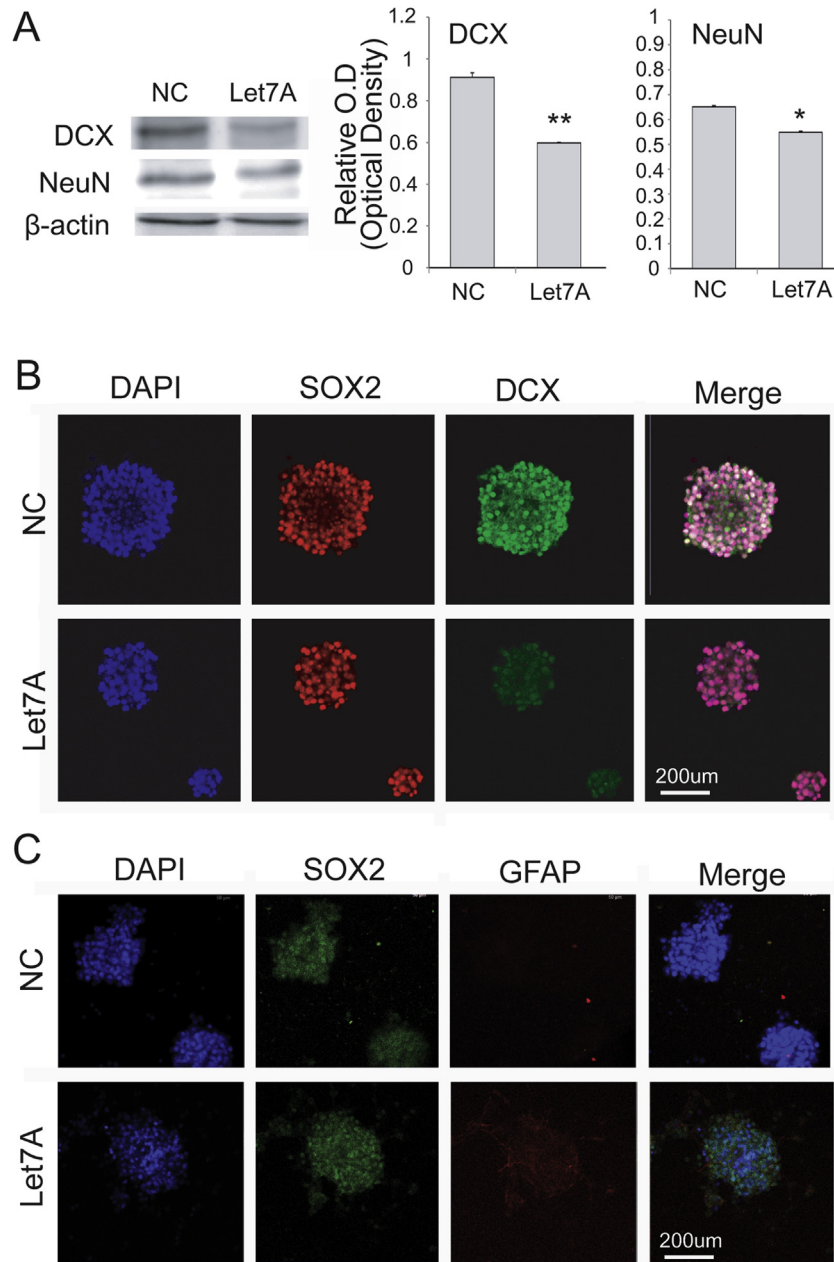 A
NC Let7A
DCX
NeuN
β-actin
Relative O.D
(Optical Density)
DCX
1.2
1
0.8
0.6
0.4
0.2
0
**
NC Let7A
NeuN
1
0.9
0.8
0.7
0.6
0.5
0.4
0.3
0.2
0.1
0
*
NC Let7A
B
DAPI SOX2 DCX Merge
NC
Let7A
200um
C
DAPI SOX2 GFAP Merge
NC
Let7A
200um